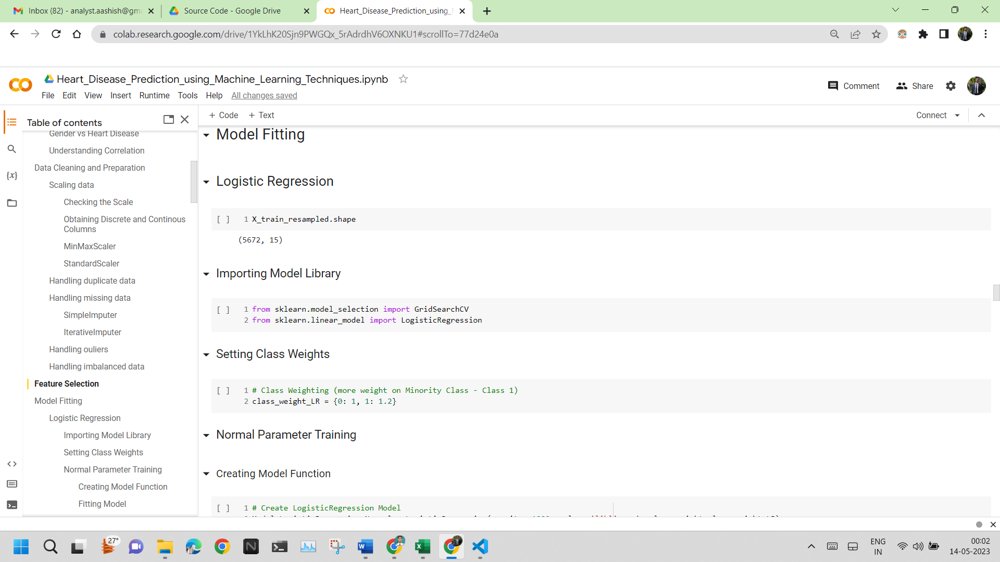 Inbox (82) - analyst.aashish@gm
Source Code - Google Drive
Heart_Disease_Prediction_using_
colab.research.google.com/drive/1YkLhK20Sjn9PWGQx_5rAdrdhV6OXNKU1#scrollTo=77d24e0a
Heart_Disease_Prediction_using_Machine_Learning_Techniques.ipynb
File Edit View Insert Runtime Tools Help All changes saved
Comment
Share
Table of contents
Gender vs Heart Disease
Understanding Correlation
Data Cleaning and Preparation
Scaling data
Checking the Scale
Obtaining Discrete and Continous
Columns
MinMaxScaler
StandardScaler
Handling duplicate data
Handling missing data
SimpleImputer
IterativeImputer
Handling ouliers
Handling imbalanced data
Feature Selection
Model Fitting
Logistic Regression
Importing Model Library
Setting Class Weights
Normal Parameter Training
Creating Model Function
Fitting Model
+ Code + Text
Connect
Model Fitting
Logistic Regression
[ ] 1 X_train_resampled.shape
(5672, 15)
Importing Model Library
[ ] 1 from sklearn.model_selection import GridSearchCV
2 from sklearn.linear_model import LogisticRegression
Setting Class Weights
[ ] 1 # Class Weighting (more weight on Minority Class - Class 1)
2 class_weight_LR = {0: 1, 1: 1.2}
Normal Parameter Training
Creating Model Function
[ ] 1 # Create LogisticRegression Model
27°
ENG
IN
00:02
14-05-2023